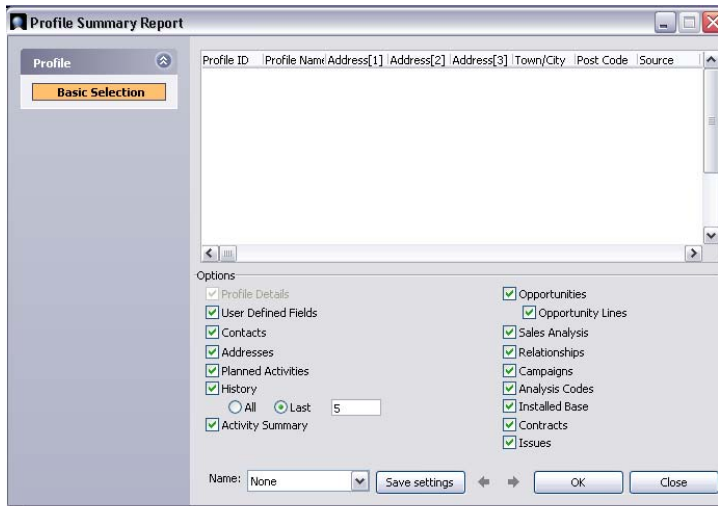 Profile Summary Report
Profile
Basic Selection
Profile ID Profile Name Address[1] Address[2] Address[3] Town/City Post Code Source
Options
Profile Details
User Defined Fields
Contacts
Addresses
Planned Activities
History
All Last 5
Activity Summary
Opportunities
Opportunity Lines
Sales Analysis
Relationships
Campaigns
Analysis Codes
Installed Base
Contracts
Issues
Name: None Save settings OK Close